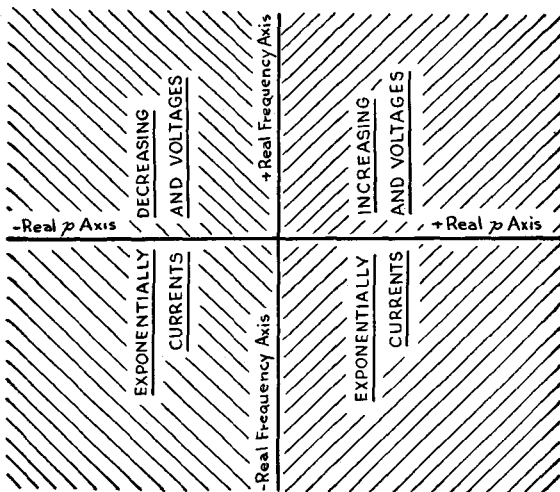 +Real Frequency Axis
-Real p Axis
+Real p Axis
EXPONENTIALLY DECREASING
CURRENTS AND VOLTAGES
EXPONENTIALLY INCREASING
CURRENTS AND VOLTAGES
-Real Frequency Axis